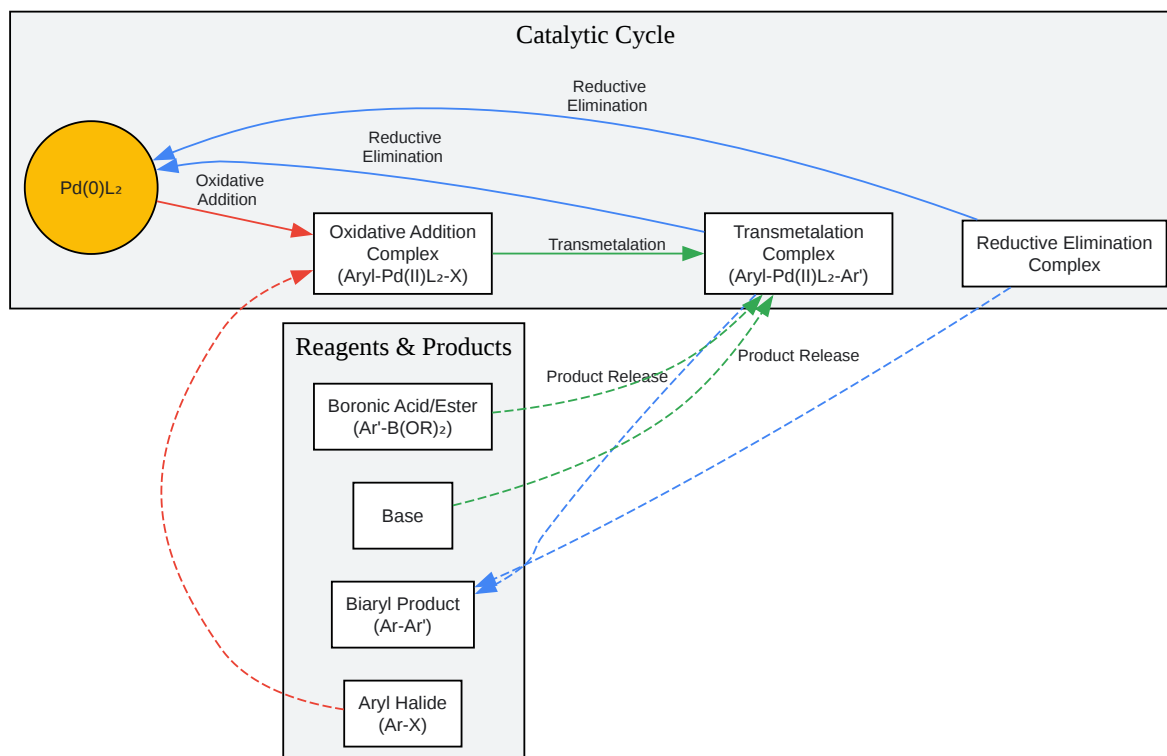 Catalytic Cycle
Reductive
Elimination
Reductive
Elimination
Pd(0)L₂
Oxidative
Addition
Oxidative Addition
Complex
(Aryl-Pd(II)L₂-X)
Transmetalation
Transmetalation
Complex
(Aryl-Pd(II)L₂-Ar')
Reductive Elimination
Complex
Reagents & Products
Product Release
Product Release
Boronic Acid/Ester
(Ar'-B(OR)₂)
Base
Biaryl Product
(Ar-Ar')
Aryl Halide
(Ar-X)